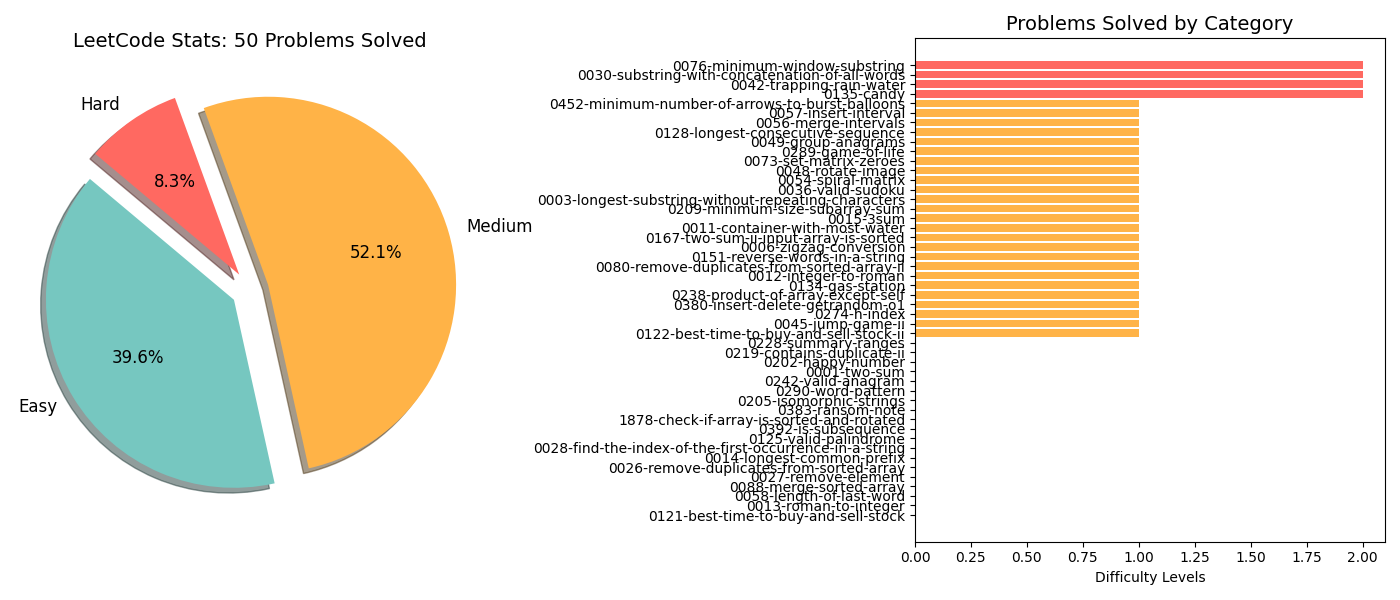 LeetCode Stats: 50 Problems Solved
Hard
8.3%
Medium
52.1%
39.6%
Easy
Problems Solved by Category
0076-minimum-window-substring
0030-substring-with-concatenation-of-all-words
0042-trapping-rain-water
0135-candy
0452-minimum-number-of-arrows-to-burst-balloons
0057-insert-interval
0056-merge-intervals
0128-longest-consecutive-sequence
0049-group-anagrams
0289-game-of-life
0073-set-matrix-zeroes
0048-rotate-image
0054-spiral-matrix
0036-valid-sudoku
0003-longest-substring-without-repeating-characters
0209-minimum-size-subarray-sum
0015-3sum
0011-container-with-most-water
0167-two-sum-ii-input-array-is-sorted
0006-zigzag-conversion
0151-reverse-words-in-a-string
0080-remove-duplicates-from-sorted-array-ii
0012-integer-to-roman
0134-gas-station
0238-product-of-array-except-self
0380-insert-delete-getrandom-o1
0274-h-index
0045-jump-game-ii
0122-best-time-to-buy-and-sell-stock-ii
0228-summary-ranges
0219-contains-duplicate-ii
0202-happy-number
0001-two-sum
0242-valid-anagram
0290-word-pattern
0205-isomorphic-strings
0383-ransom-note
1878-check-if-array-is-sorted-and-rotated
0392-is-subsequence
0125-valid-palindrome
0028-find-the-index-of-the-first-occurrence-in-a-string
0014-longest-common-prefix
0026-remove-duplicates-from-sorted-array
0027-remove-element
0088-merge-sorted-array
0058-length-of-last-word
0013-roman-to-integer
0121-best-time-to-buy-and-sell-stock
0.00 0.25 0.50 0.75 1.00 1.25 1.50 1.75 2.00
Difficulty Levels